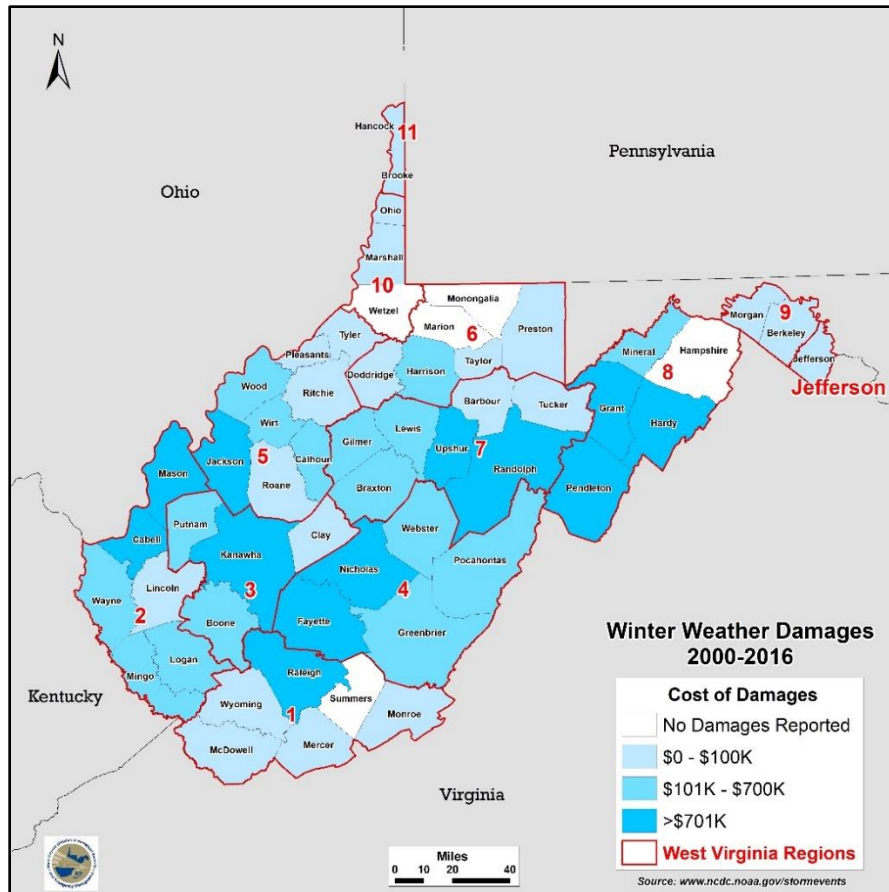 N
Hancock
11
Pennsylvania
Ohio
Brooke
Ohio
Marshall
10
Wetzel
Monongalia
Marion
6
Preston
Morgan
9
Berkeley
Jefferson
Jefferson
Tyler
Pleasants
Doddridge
Harrison
Taylor
Mineral
Hampshire
8
Wood
Ritchie
Barbour
Tucker
Grant
Hardy
Wirt
Gilmer
Lewis
Upshur
7
Randolph
Jackson
5
Calhoun
Mason
Roane
Braxton
Pendleton
Putnam
Clay
Webster
Cabell
Kanawha
Pocahontas
Nicholas
Lincoln
3
4
Wayne
2
Boone
Fayette
Greenbrier
Logan
Mingo
Raleigh
Kentucky
Wyoming
Summers
1
Monroe
McDowell
Mercer
Virginia
Winter Weather Damages
2000-2016
Cost of Damages
No Damages Reported
$0 - $100K
$101K - $700K
>$701K
West Virginia Regions
Miles
0 10 20 40
Source: www.ncdc.noaa.gov/stormevents